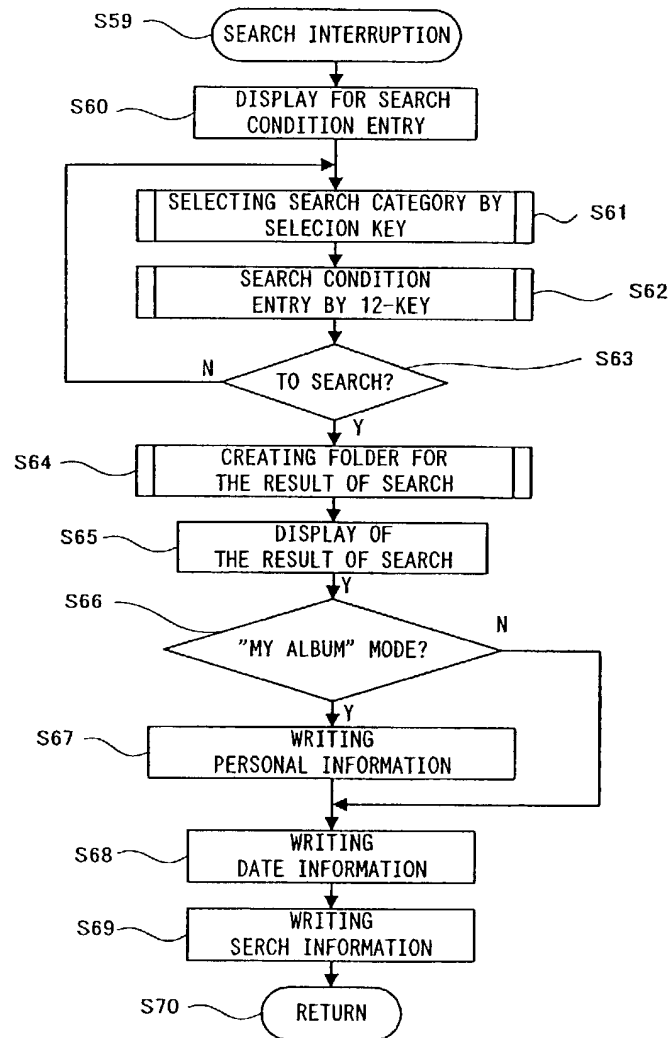 S59
SEARCH INTERRUPTION
S60
DISPLAY FOR SEARCH
CONDITION ENTRY
SELECTING SEARCH CATEGORY BY
SELECION KEY
S61
SEARCH CONDITION
ENTRY BY 12-KEY
S62
S63
N
TO SEARCH?
Y
S64
CREATING FOLDER FOR
THE RESULT OF SEARCH
S65
DISPLAY OF
THE RESULT OF SEARCH
Y
S66
N
"MY ALBUM" MODE?
Y
S67
WRITING
PERSONAL INFORMATION
S68
WRITING
DATE INFORMATION
S69
WRITING
SERCH INFORMATION
S70
RETURN